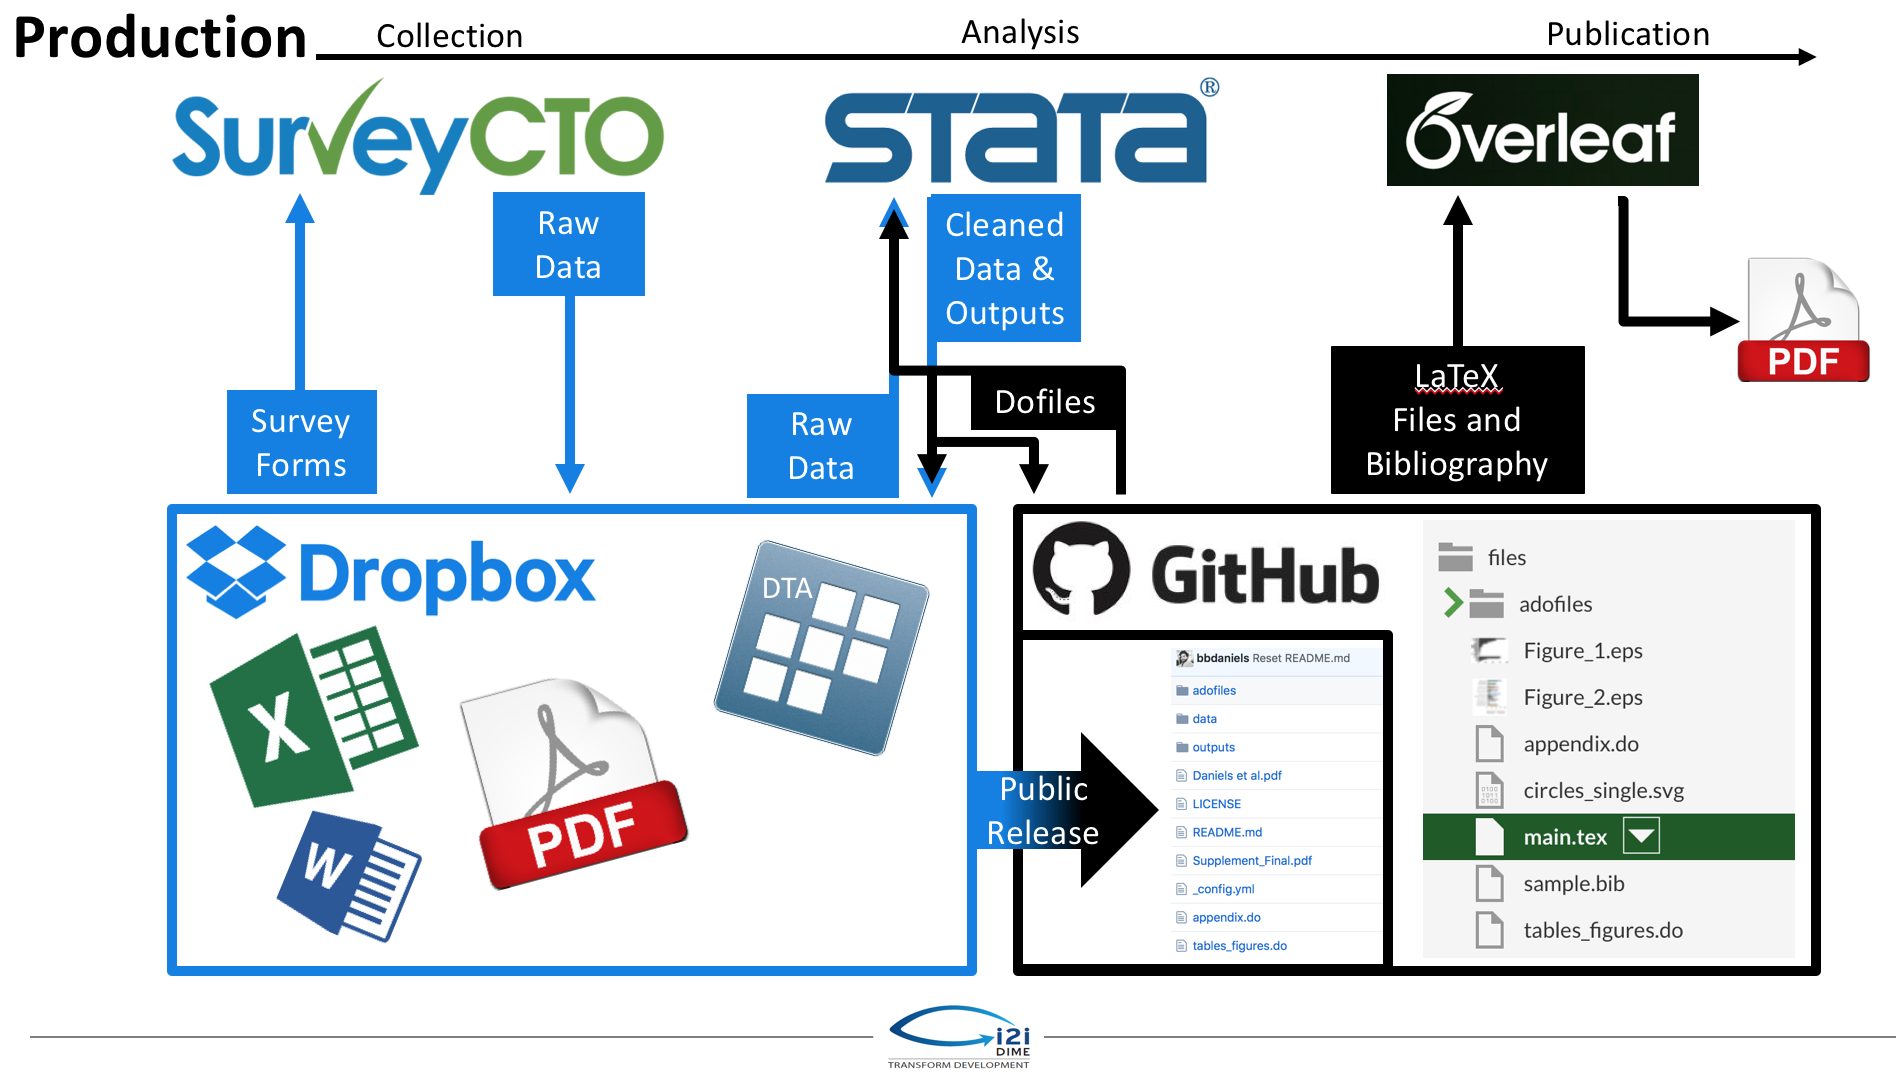 Production
Collection
Analysis
Publication
SurveyCTO
STATA®
Overleaf
Raw
Data
Cleaned
Data &
Outputs
Survey
Forms
Raw
Data
Dofiles
LaTeX
Files and
Bibliography
PDF
Dropbox
DTA
X
PDF
W
Public
Release
GitHub
bbdaniels Reset README.md
adofiles
data
outputs
Daniels et al.pdf
LICENSE
README.md
Supplement_Final.pdf
_config.yml
appendix.do
tables_figures.do
files
adofiles
Figure_1.eps
Figure_2.eps
appendix.do
circles_single.svg
main.tex
sample.bib
tables_figures.do
i2i
DIME
TRANSFORM DEVELOPMENT